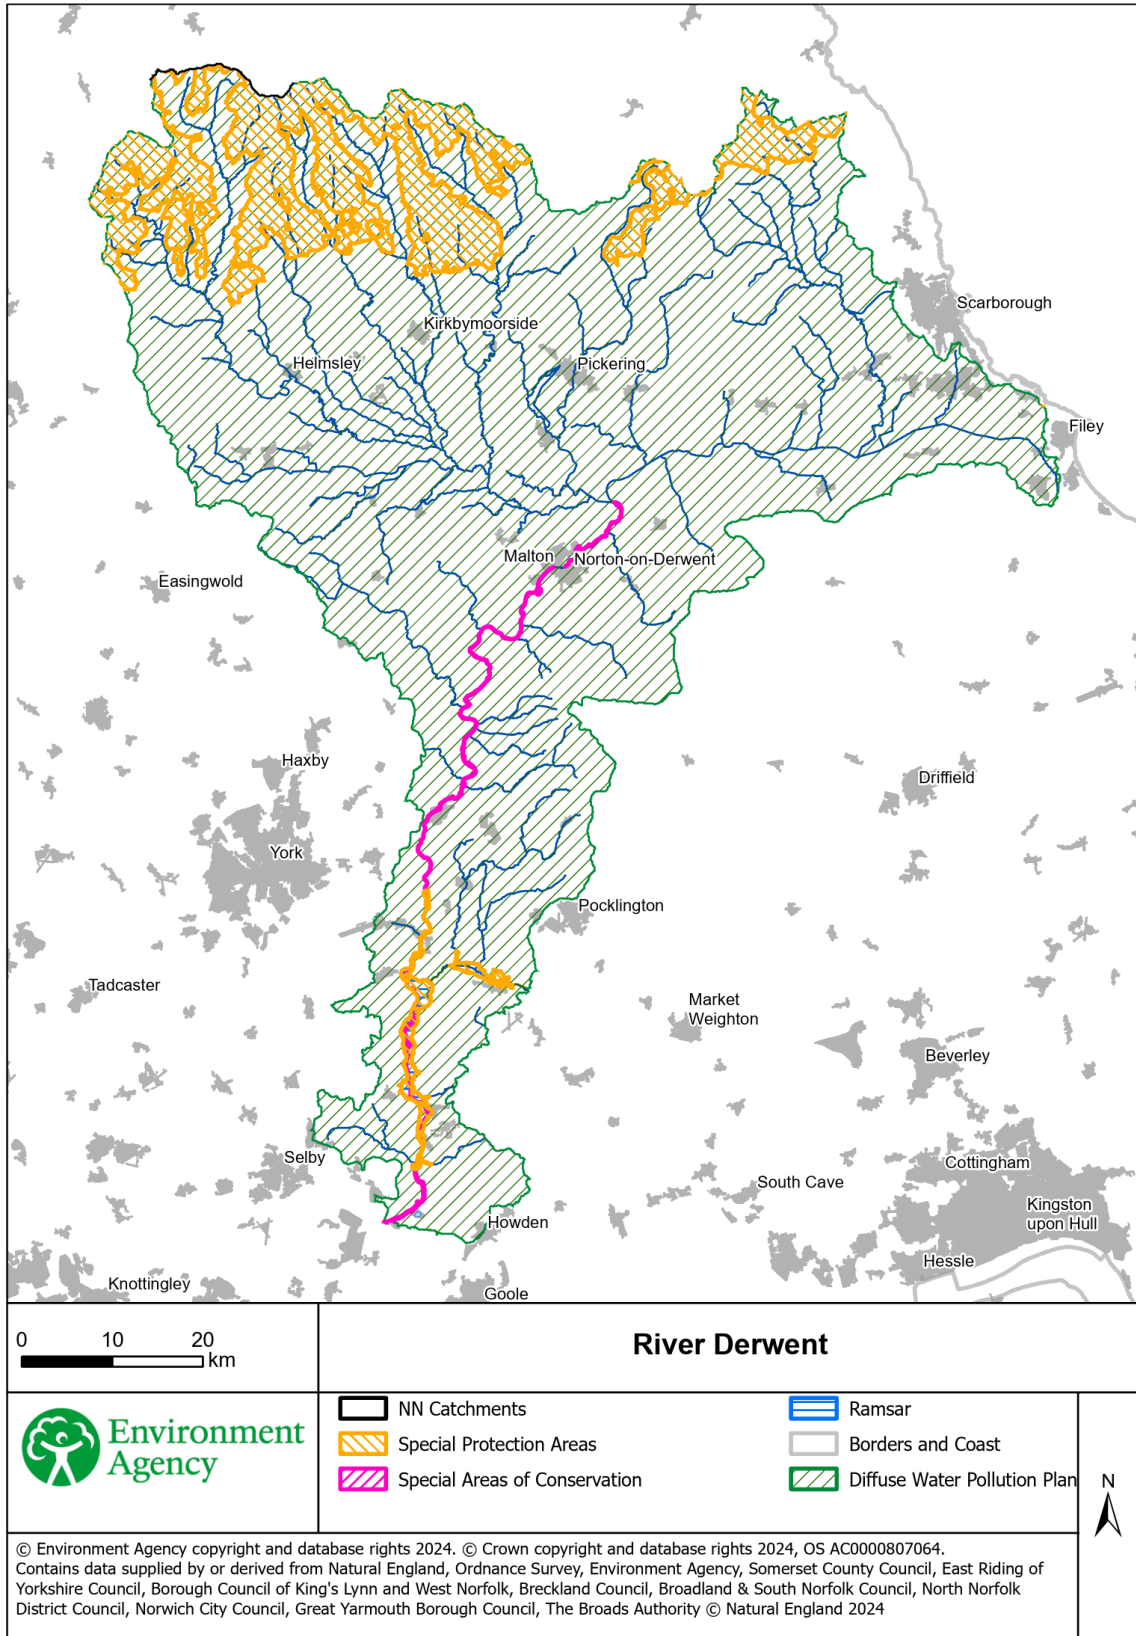 Scarborough
Kirkbymoorside
Helmsley
Pickering
Filey
Malton
Norton-on-Derwent
Easingwold
Haxby
Driffield
York
Pocklington
Tadcaster
Market
Weighton
Beverley
Selby
Cottingham
South Cave
Kingston
upon Hull
Howden
Hessle
Knottingley
Goole
0 10 20
km
River Derwent
Environment
Agency
NN Catchments
Special Protection Areas
Special Areas of Conservation
Ramsar
Borders and Coast
Diffuse Water Pollution Plan
N
© Environment Agency copyright and database rights 2024. © Crown copyright and database rights 2024, OS AC0000807064.
Contains data supplied by or derived from Natural England, Ordnance Survey, Environment Agency, Somerset County Council, East Riding of
Yorkshire Council, Borough Council of King's Lynn and West Norfolk, Breckland Council, Broadland & South Norfolk Council, North Norfolk
District Council, Norwich City Council, Great Yarmouth Borough Council, The Broads Authority © Natural England 2024